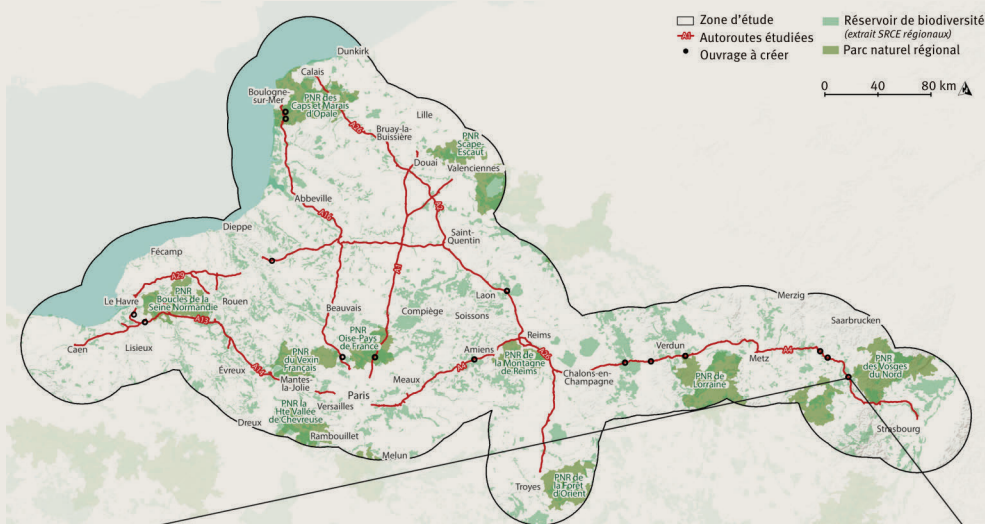 Zone d'étude
A1 Autoroutes étudiées
Ouvrage à créer
Réservoir de biodiversité
(extrait SRCE régionaux)
Parc naturel régional
0 40 80 km
Dunkirk
Calais
Boulogne-
sur-Mer
PNR des
Caps et Marais
d'Opale
Lille
A26
Bruay-la-
Buissière
PNR
Scape-
Escaut
Douai
Valenciennes
Abbeville
A2
A16
Dieppe
Saint-
Quentin
Fécamp
A1
A29
Le Havre
PNR
Boucles de la
Seine Normandie
Rouen
Beauvais
Compiègne
Laon
Soissons
Merzig
Saarbrucken
A13
Caen
Lisieux
PNR
Oise-Pays
de France
Reims
Verdun
Amiens
A26
Metz
A4
PNR
du Vexin
Français
PNR de
la Montagne
de Reims
PNR
des Vosges
du Nord
Évreux
A14
Mantes-
la-Jolie
Meaux
A4
Chalons-en-
Champagne
PNR de
Lorraine
Paris
Versailles
PNR la
Hte Vallée
de Chevreuse
Dreux
Strasbourg
Rambouillet
Melun
Troyes
PNR de
la Forêt
d'Orient